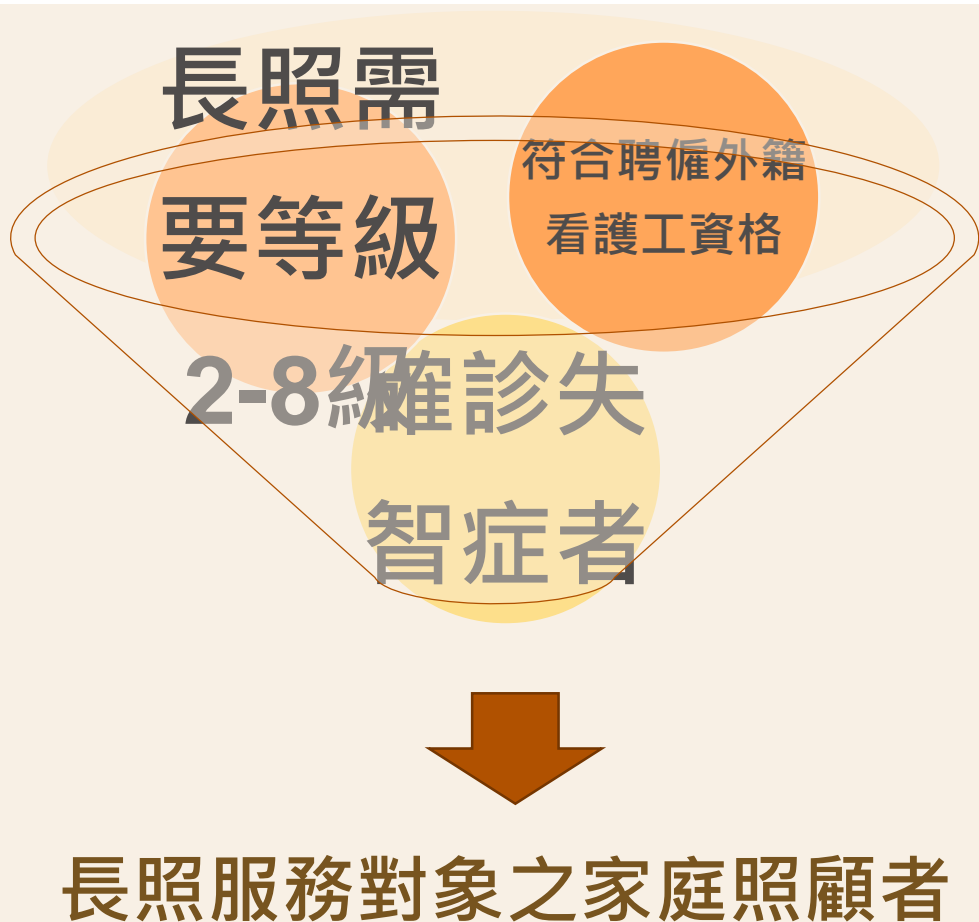 長照需
要等級
2-8級
符合聘僱外籍
看護工資格
確診失
智症者
長照服務對象之家庭照顧者